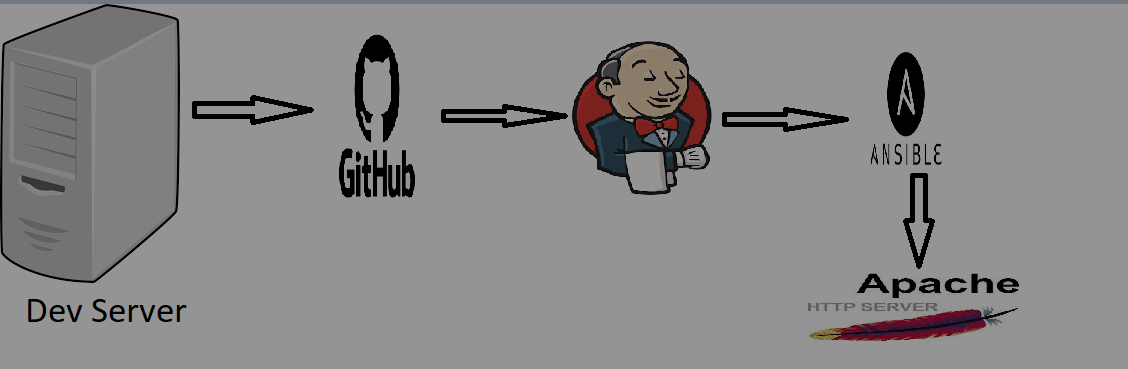 GitHub
ANSIBLE
Apache
HTTP SERVER
Dev Server